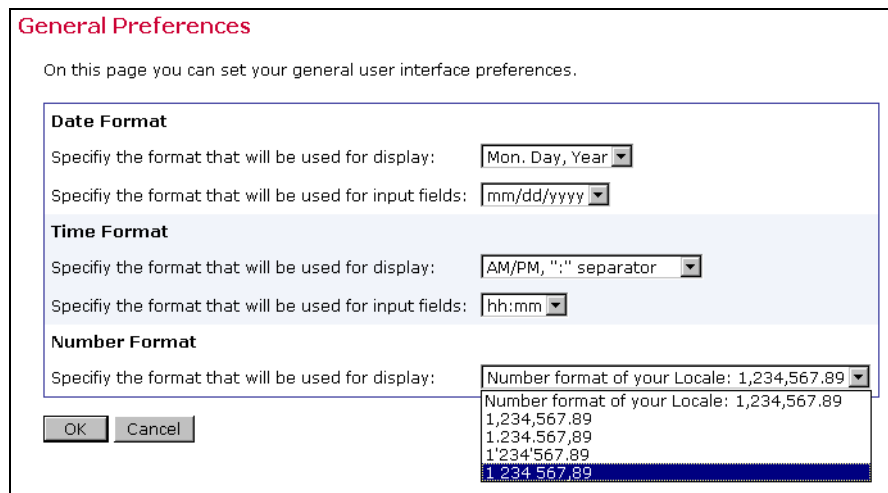 General Preferences
On this page you can set your general user interface preferences.
Date Format
Specifiy the format that will be used for display: Mon. Day, Year
Specifiy the format that will be used for input fields: mm/dd/yyyy
Time Format
Specifiy the format that will be used for display: AM/PM, ":" separator
Specifiy the format that will be used for input fields: hh:mm
Number Format
Specifiy the format that will be used for display: Number format of your Locale: 1,234,567.89
Number format of your Locale: 1,234,567.89
1,234,567.89
1.234.567,89
1'234'567.89
1 234 567,89
OK Cancel